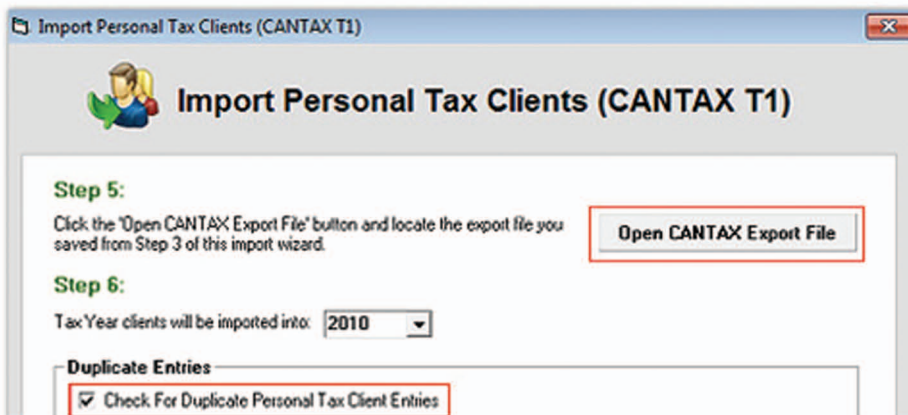 Import Personal Tax Clients (CANTAX T1)
Import Personal Tax Clients (CANTAX T1)
Step 5:
Click the "Open CANTAX Export File" button and locate the export file you
saved from Step 3 of this import wizard.
Open CANTAX Export File
Step 6:
Tax Year clients will be imported into: 2010
Duplicate Entries
Check For Duplicate Personal Tax Client Entries